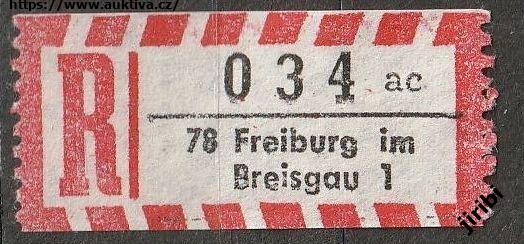 https://www.auktiva.cz/
R
034 ac
78 Freiburg im
Breisgau 1
jiribi